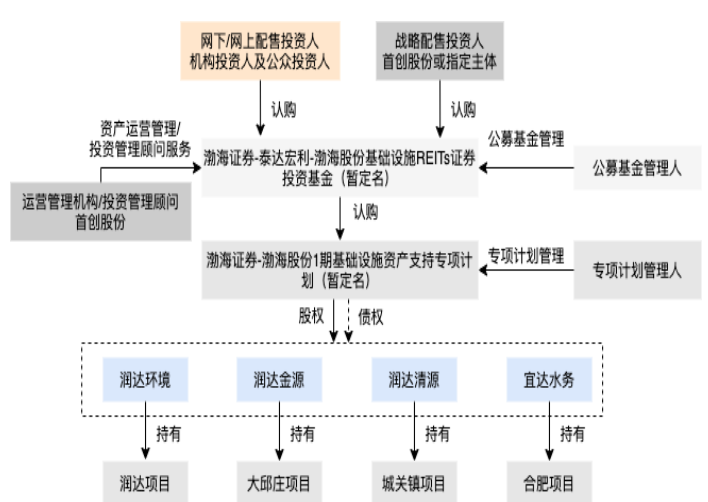 网下/网上配售投资人
机构投资人及公众投资人
战略配售投资人
首创股份或指定主体
认购
认购
资产运营管理/
投资管理顾问服务
公募基金管理
渤海证券-泰达宏利-渤海股份基础设施REITs证券
投资基金（暂定名）
公募基金管理人
运营管理机构/投资管理顾问
首创股份
认购
渤海证券-渤海股份1期基础设施资产支持专项计
划（暂定名）
专项计划管理
专项计划管理人
股权
债权
润达环境
润达金源
润达清源
宜达水务
持有
持有
持有
持有
润达项目
大邱庄项目
城关镇项目
合肥项目